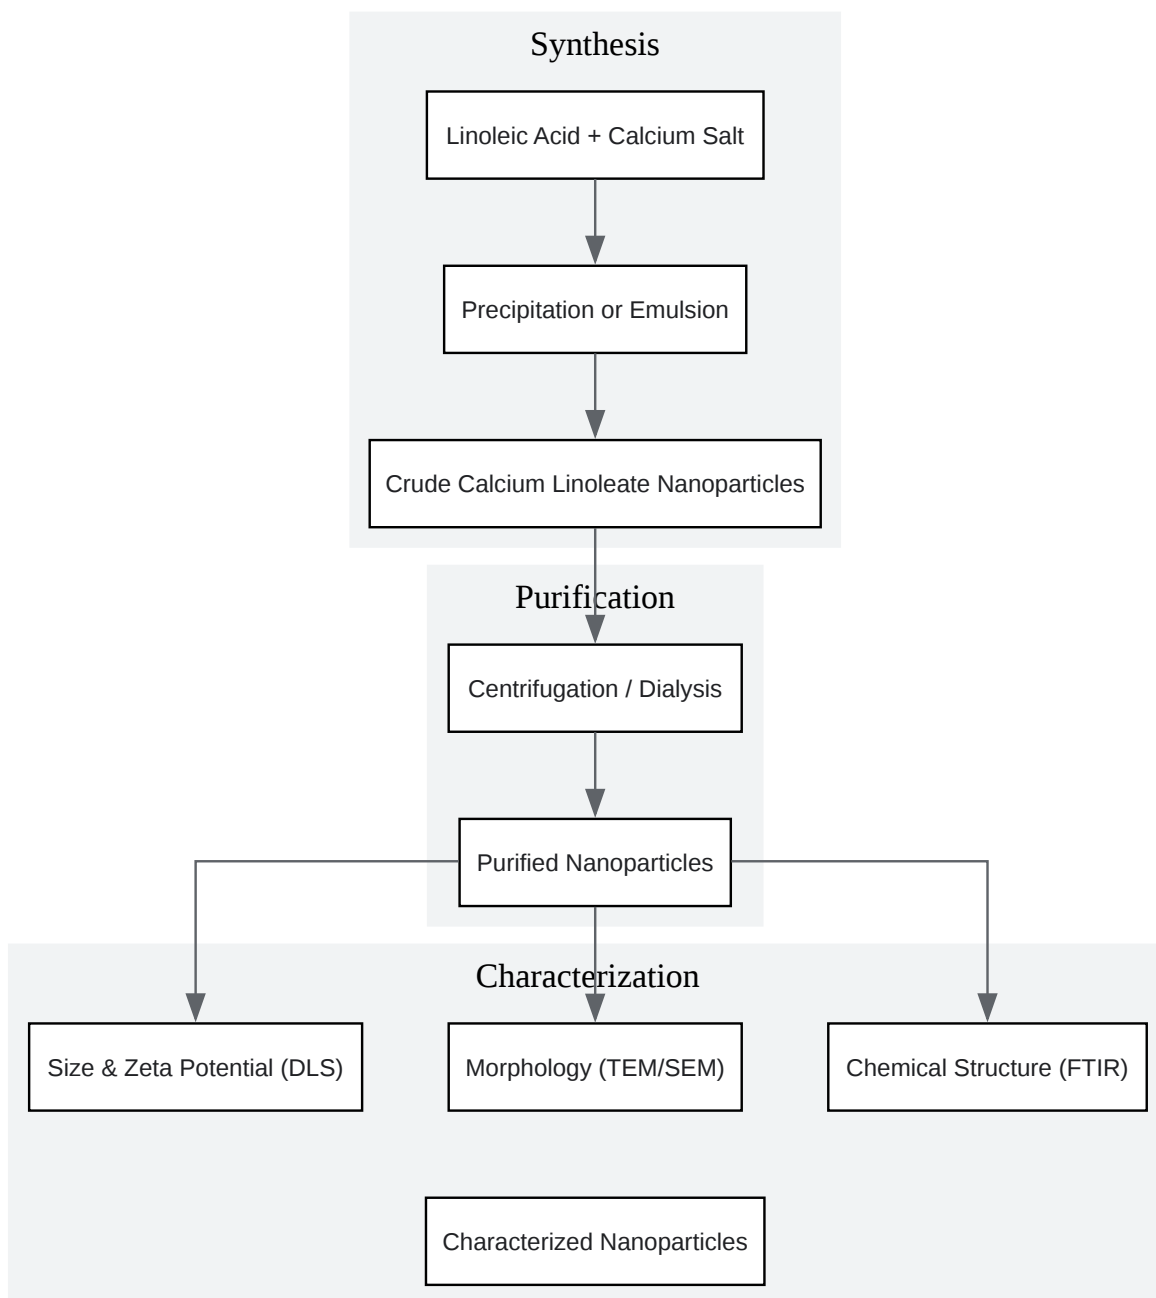 Synthesis
Linoleic Acid + Calcium Salt
Precipitation or Emulsion
Crude Calcium Linoleate Nanoparticles
Purification
Centrifugation / Dialysis
Purified Nanoparticles
Characterization
Size & Zeta Potential (DLS)
Morphology (TEM/SEM)
Chemical Structure (FTIR)
Characterized Nanoparticles